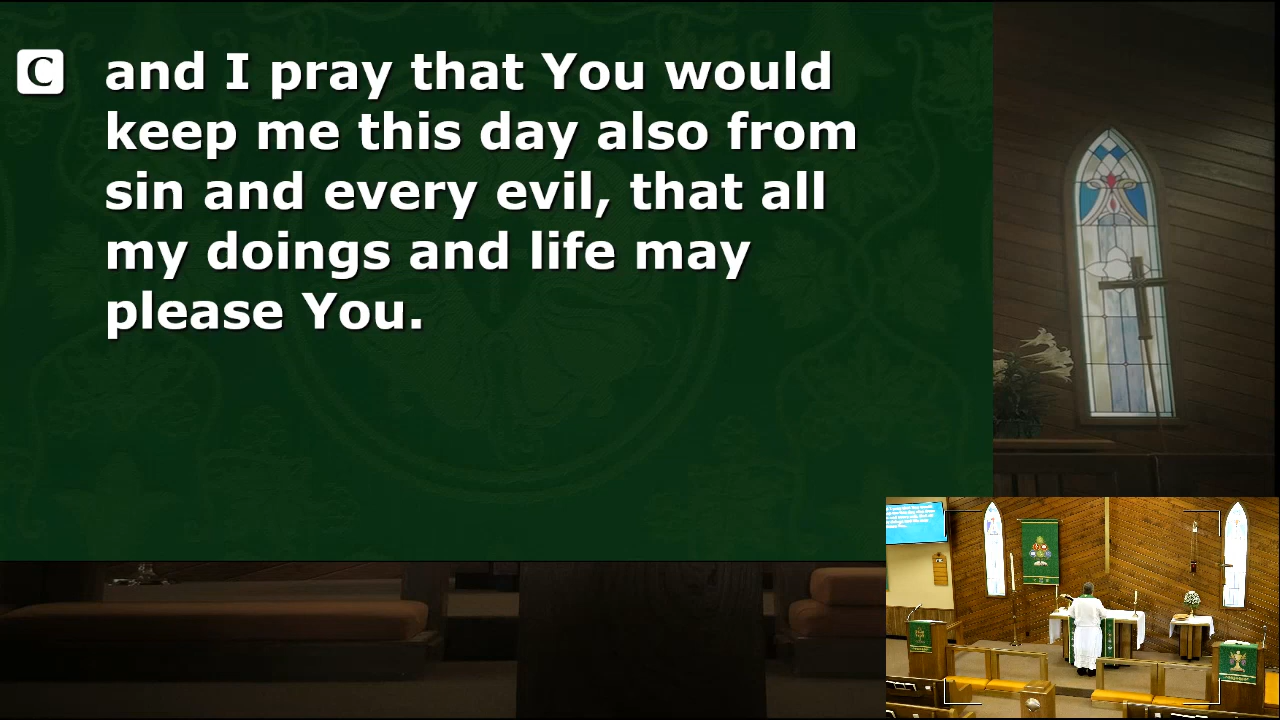 C and I pray that You would
keep me this day also from
sin and every evil, that all
my doings and life may
please You.